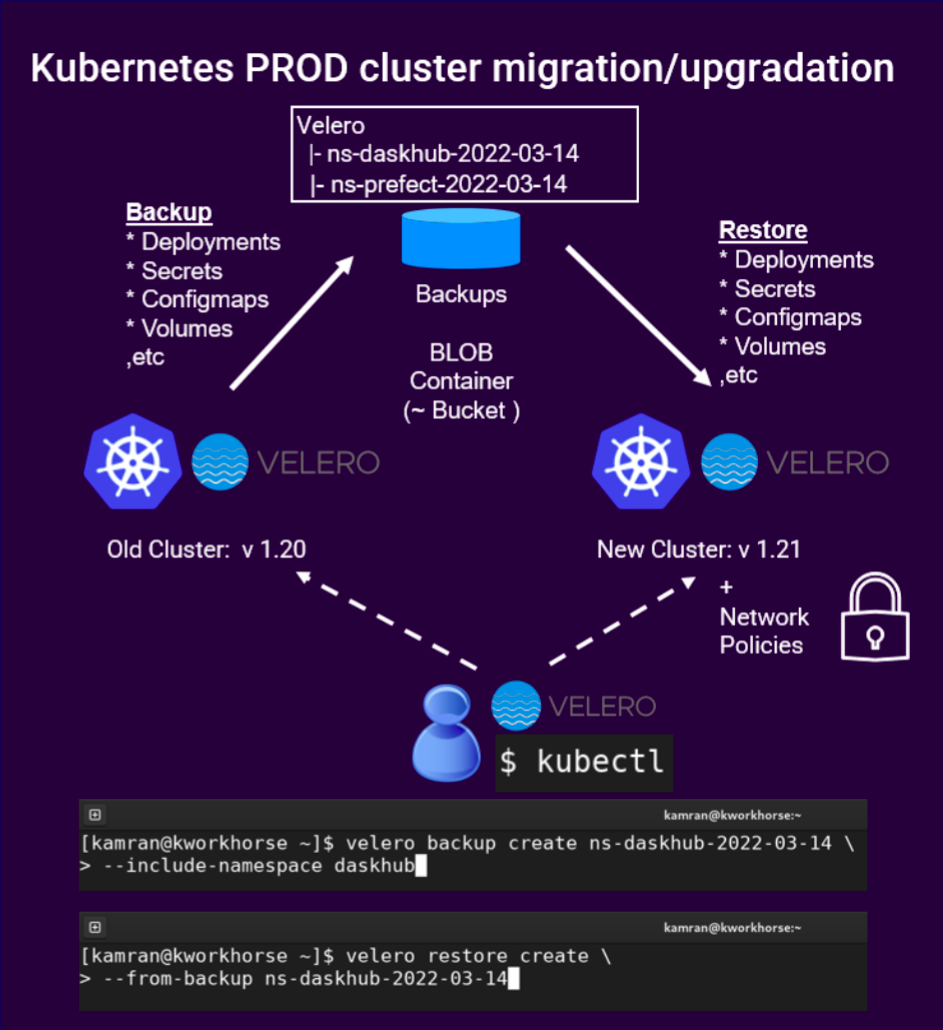 Kubernetes PROD cluster migration/upgradation
Velero
|- ns-daskhub-2022-03-14
|- ns-prefect-2022-03-14
Backup
* Deployments
* Secrets
* Configmaps
* Volumes
,etc
Backups
BLOB
Container
(~ Bucket )
Restore
* Deployments
* Secrets
* Configmaps
* Volumes
,etc
VELERO
VELERO
Old Cluster: v 1.20
New Cluster: v 1.21
+
Network
Policies
VELERO
$ kubectl
kamran@kworkhorse:~
[kamran@kworkhorse ~]$ velero backup create ns-daskhub-2022-03-14 \
> --include-namespace daskhub
kamran@kworkhorse:~
[kamran@kworkhorse ~]$ velero restore create \
> --from-backup ns-daskhub-2022-03-14